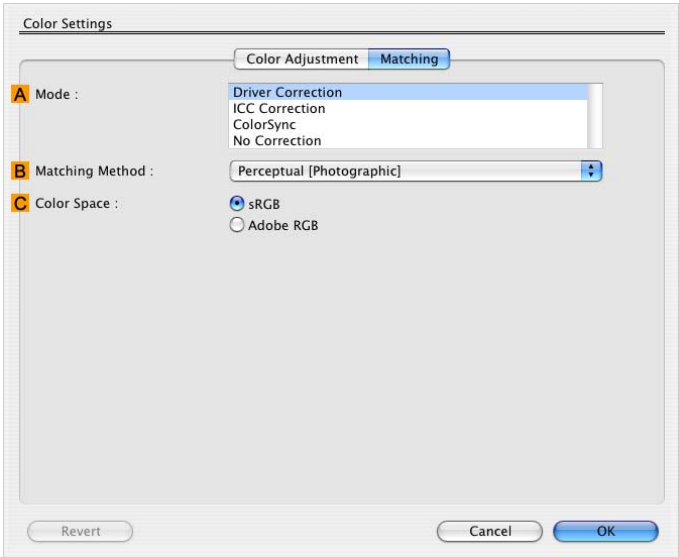 Color Settings
Color Adjustment Matching
A Mode : Driver Correction
ICC Correction
ColorSync
No Correction
B Matching Method : Perceptual [Photographic]
C Color Space : sRGB
Adobe RGB
Revert Cancel OK